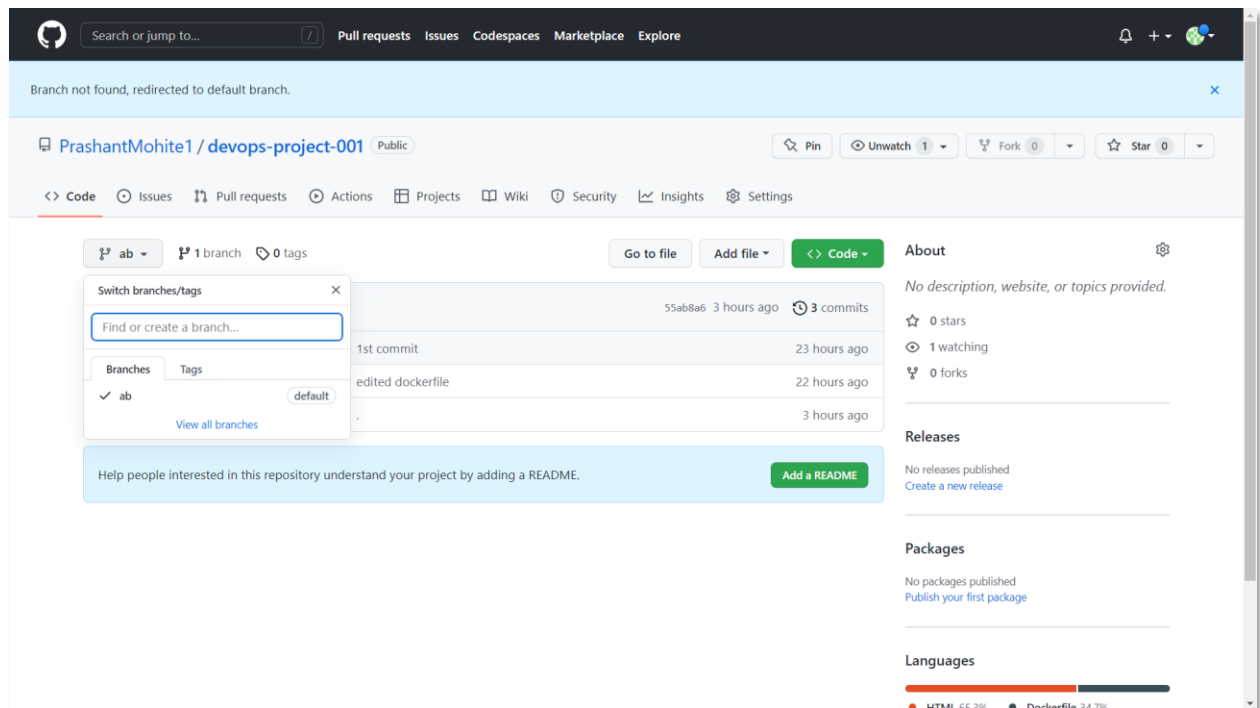 Search or jump to... / Pull requests Issues Codespaces Marketplace Explore
Branch not found, redirected to default branch.
PrashantMohite1 / devops-project-001 Public
Pin Unwatch 1 Fork 0 Star 0
<> Code Issues Pull requests Actions Projects Wiki Security Insights Settings
ab 1 branch 0 tags Go to file Add file <> Code
Switch branches/tags
Find or create a branch...
Branches Tags
ab default
View all branches
55ab8a6 3 hours ago 3 commits
1st commit 23 hours ago
edited dockerfile 22 hours ago
. 3 hours ago
Help people interested in this repository understand your project by adding a README. Add a README
About
No description, website, or topics provided.
0 stars
1 watching
0 forks
Releases
No releases published
Create a new release
Packages
No packages published
Publish your first package
Languages
HTML 65.3% Dockerfile 34.7%